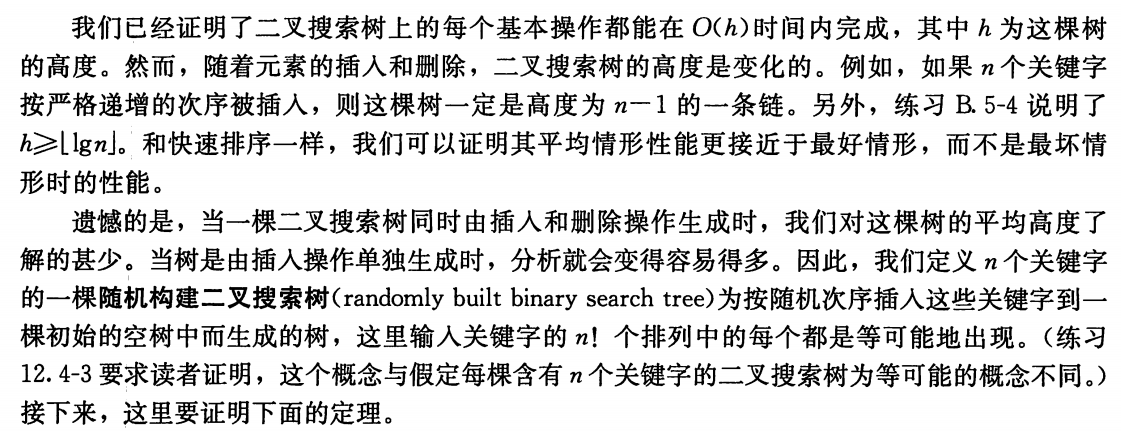 我们已经证明了二叉搜索树上的每个基本操作都能在 O(h)时间内完成，其中 h 为这棵树
的高度。然而，随着元素的插入和删除，二叉搜索树的高度是变化的。例如，如果 n 个关键字
按严格递增的次序被插入，则这棵树一定是高度为 n－1 的一条链。另外，练习 B.5-4 说明了
h≥⌊lgn⌋。和快速排序一样，我们可以证明其平均情形性能更接近于最好情形，而不是最坏情
形时的性能。
遗憾的是，当一棵二叉搜索树同时由插入和删除操作生成时，我们对这棵树的平均高度了
解的甚少。当树是由插入操作单独生成时，分析就会变得容易得多。因此，我们定义 n 个关键字
的一棵随机构建二叉搜索树(randomly built binary search tree)为按随机次序插入这些关键字到一
棵初始的空树中而生成的树，这里输入关键字的 n! 个排列中的每个都是等可能地出现。（练习
12.4-3 要求读者证明，这个概念与假定每棵含有 n 个关键字的二叉搜索树为等可能的概念不同。）
接下来，这里要证明下面的定理。